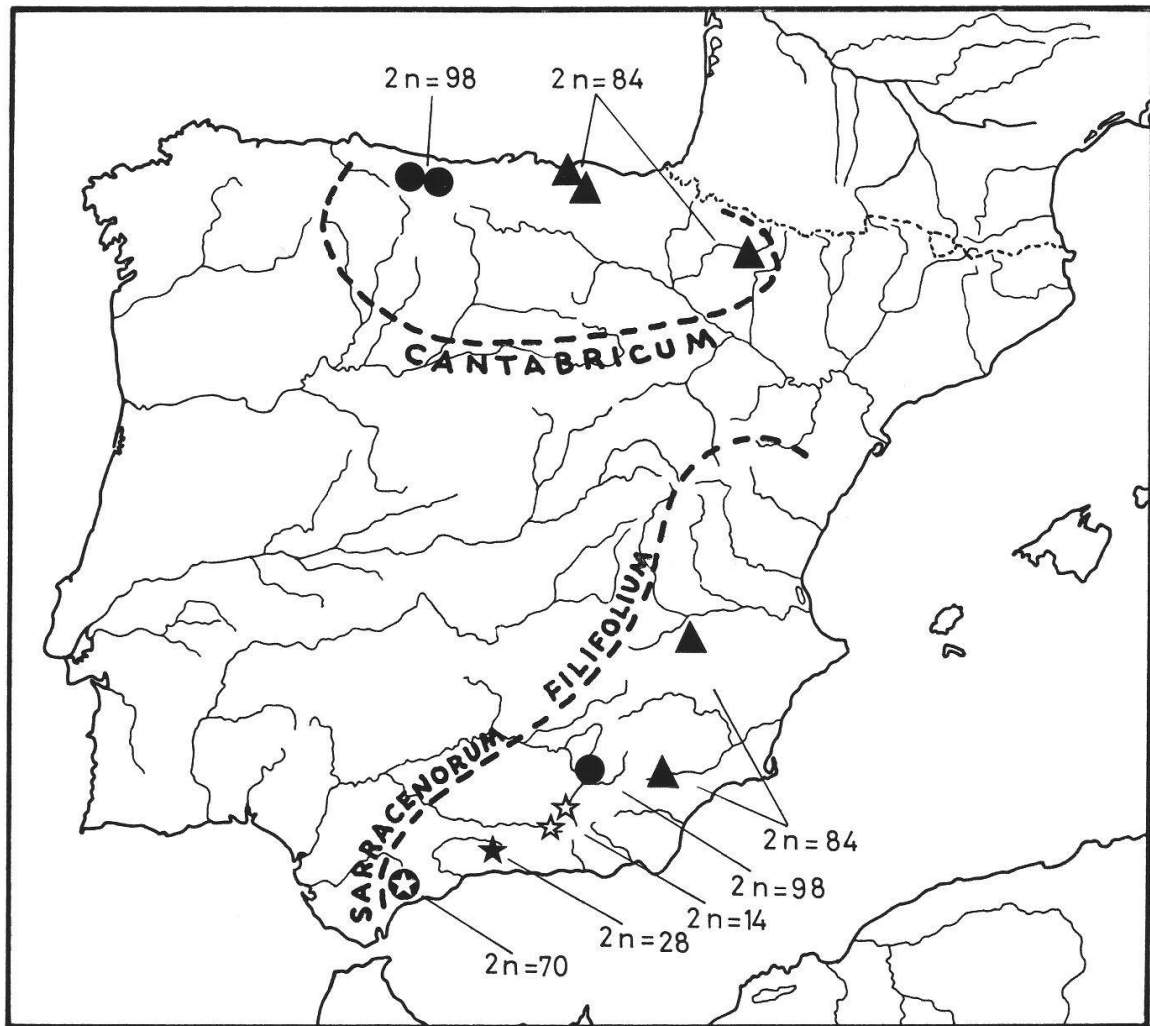 2n=98
2n=84
CANTABRICUM
FILIFOLIUM
SARRACENORUM
2n=84
2n=98
2n=14
2n=28
2n=70